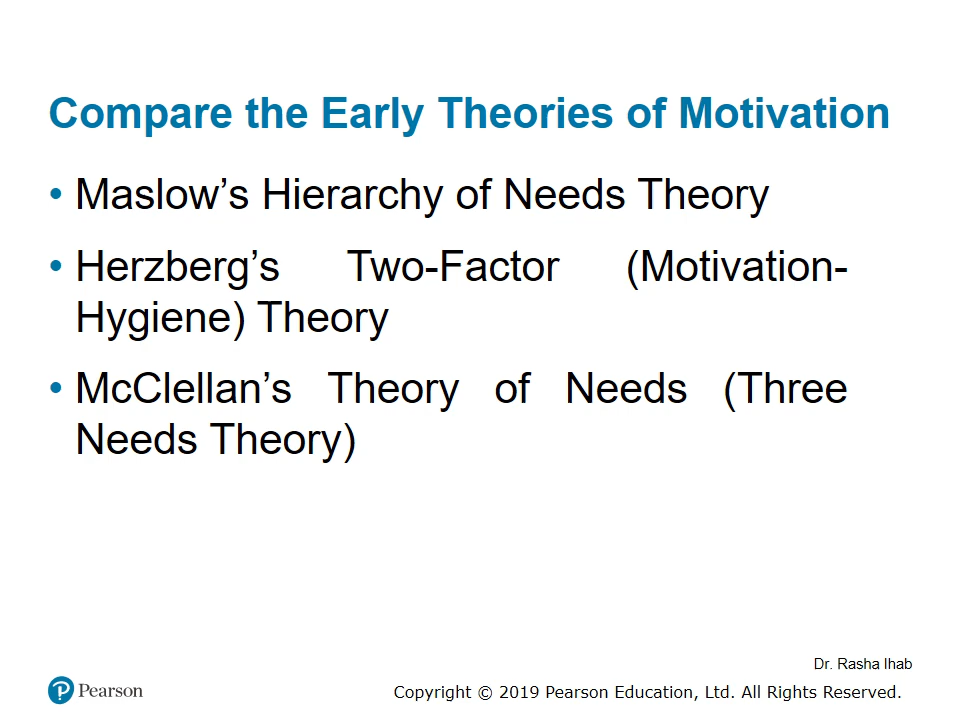 Compare the Early Theories of Motivation
• Maslow’s Hierarchy of Needs Theory
• Herzberg’s Two-Factor (Motivation-
Hygiene) Theory
• McClellan’s Theory of Needs (Three
Needs Theory)
Dr. Rasha Ihab
Pearson
Copyright © 2019 Pearson Education, Ltd. All Rights Reserved.